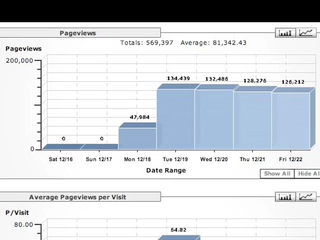 Pageviews
Totals: 569,397 Average: 81,342.43
Pageviews
200,000
0
0
0
47,984
134,439
132,486
128,276
126,212
Sat 12/16 Sun 12/17 Mon 12/18 Tue 12/19 Wed 12/20 Thu 12/21 Fri 12/22
Date Range
Show All Hide Al
Average Pageviews per Visit
P/Visit
80.00
64.82